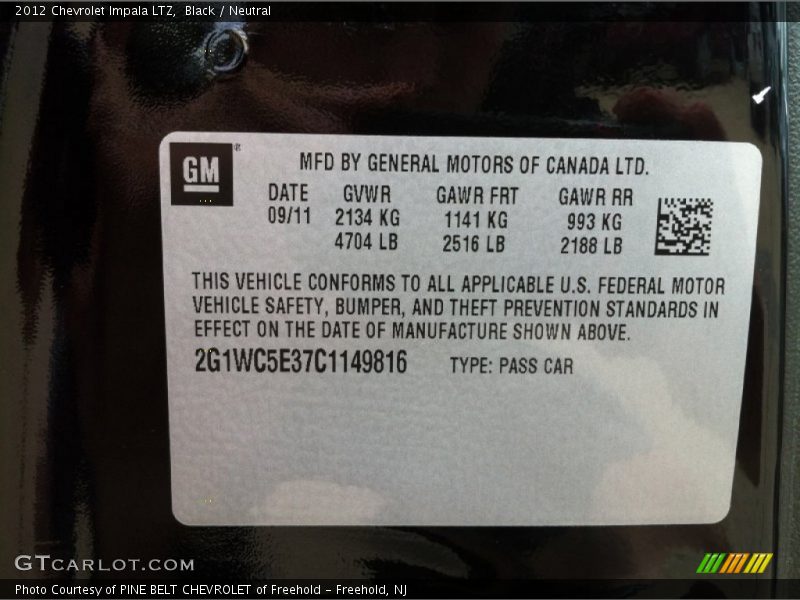 2012 Chevrolet Impala LTZ, Black / Neutral
GM®
MFD BY GENERAL MOTORS OF CANADA LTD.
DATE GVWR GAWR FRT GAWR RR
09/11 2134 KG 1141 KG 993 KG
4704 LB 2516 LB 2188 LB
THIS VEHICLE CONFORMS TO ALL APPLICABLE U.S. FEDERAL MOTOR
VEHICLE SAFETY, BUMPER, AND THEFT PREVENTION STANDARDS IN
EFFECT ON THE DATE OF MANUFACTURE SHOWN ABOVE.
2G1WC5E37C1149816 TYPE: PASS CAR
GTCARLOT.COM
Photo Courtesy of PINE BELT CHEVROLET of Freehold - Freehold, NJ